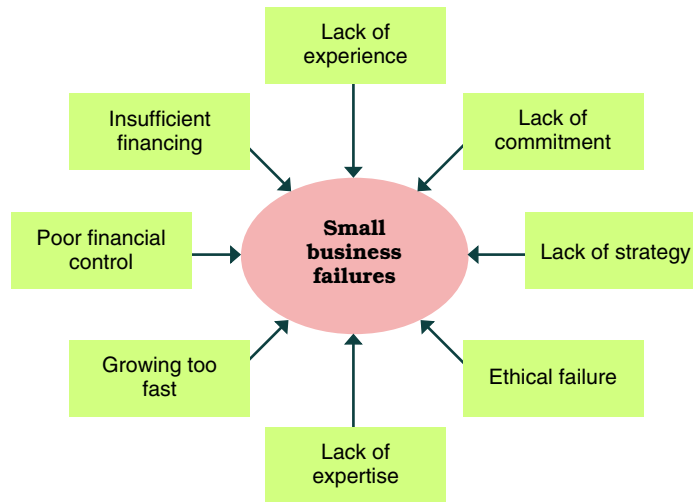 Lack of
experience
Insufficient
financing
Lack of
commitment
Poor financial
control
Small
business
failures
Lack of strategy
Growing too
fast
Ethical failure
Lack of
expertise